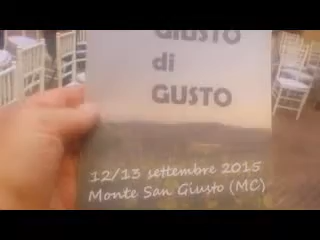 GIUSTO
di
GUSTO
12/13 settembre 2015
Monte San Giusto (MC)